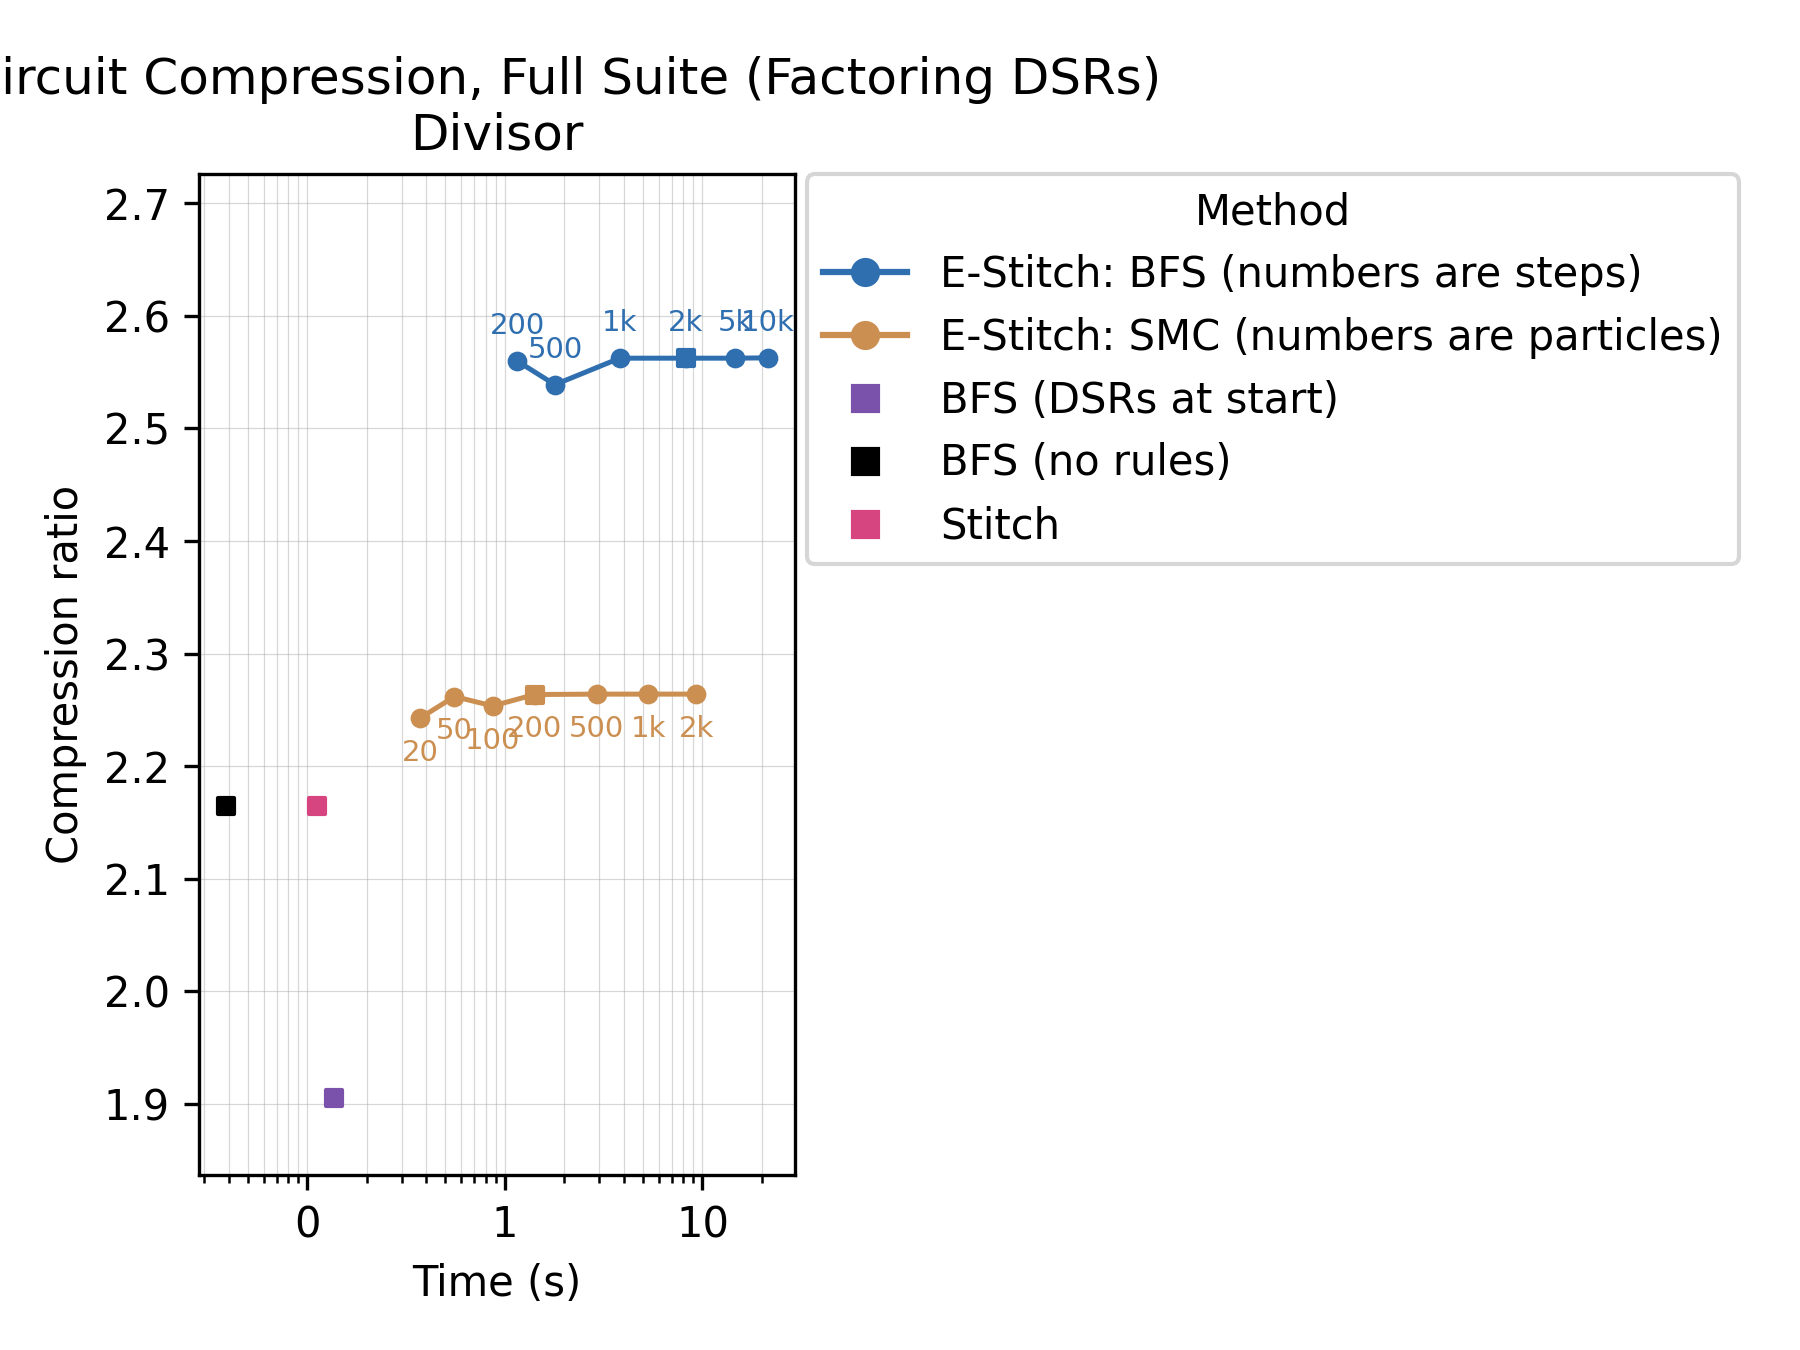 ircuit Compression, Full Suite (Factoring DSRs)
Divisor
Compression ratio
2.7
2.6
2.5
2.4
2.3
2.2
2.1
2.0
1.9
200
500
1k
2k
5k
10k
20
50
100
200
500
1k
2k
0
1
10
Time (s)
Method
E-Stitch: BFS (numbers are steps)
E-Stitch: SMC (numbers are particles)
BFS (DSRs at start)
BFS (no rules)
Stitch